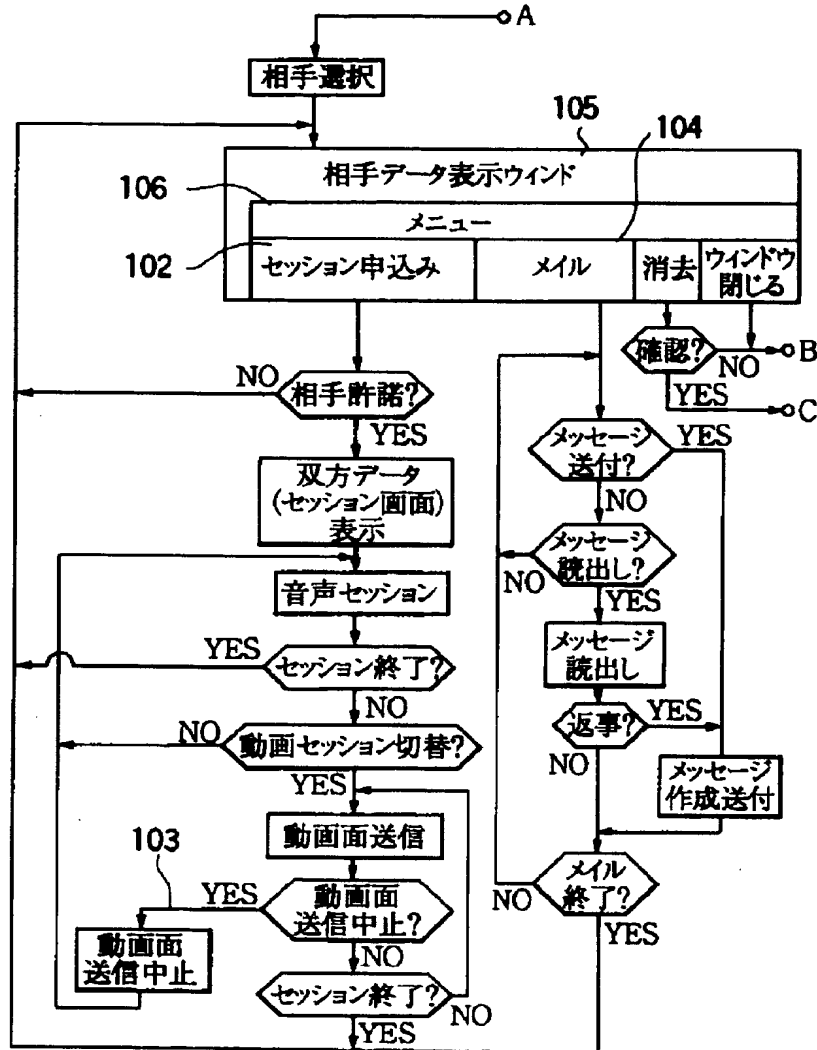 A
相手選択
105
104
相手データ表示ウィンド
106
メニュー
102
セッション申込み
メイル
消去
ウィンドウ
閉じる
確認?
NO
B
YES
C
NO
相手許諾?
YES
双方データ
(セッション画面)
表示
音声セッション
YES
セッション終了?
NO
NO
動画セッション切替?
YES
動画面送信
103
YES
動画面
送信中止?
NO
動画面
送信中止
セッション終了?
NO
YES
メッセージ
送付?
YES
NO
メッセージ
読出し?
NO
YES
メッセージ
読出し
返事?
YES
NO
メッセージ
作成送付
メイル
終了?
NO
YES